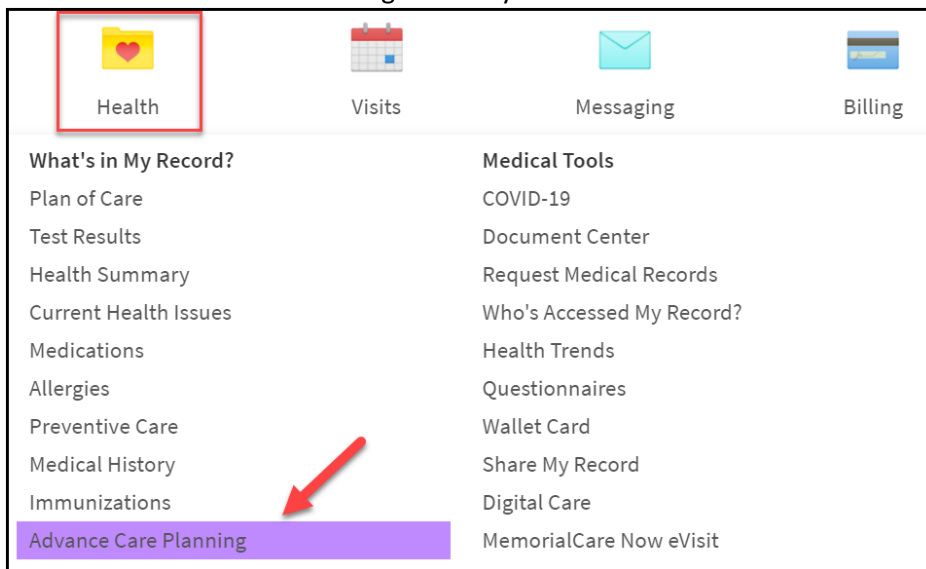 Health
Visits
Messaging
Billing
What's in My Record?
Plan of Care
Test Results
Health Summary
Current Health Issues
Medications
Allergies
Preventive Care
Medical History
Immunizations
Advance Care Planning
Medical Tools
COVID-19
Document Center
Request Medical Records
Who's Accessed My Record?
Health Trends
Questionnaires
Wallet Card
Share My Record
Digital Care
MemorialCare Now eVisit